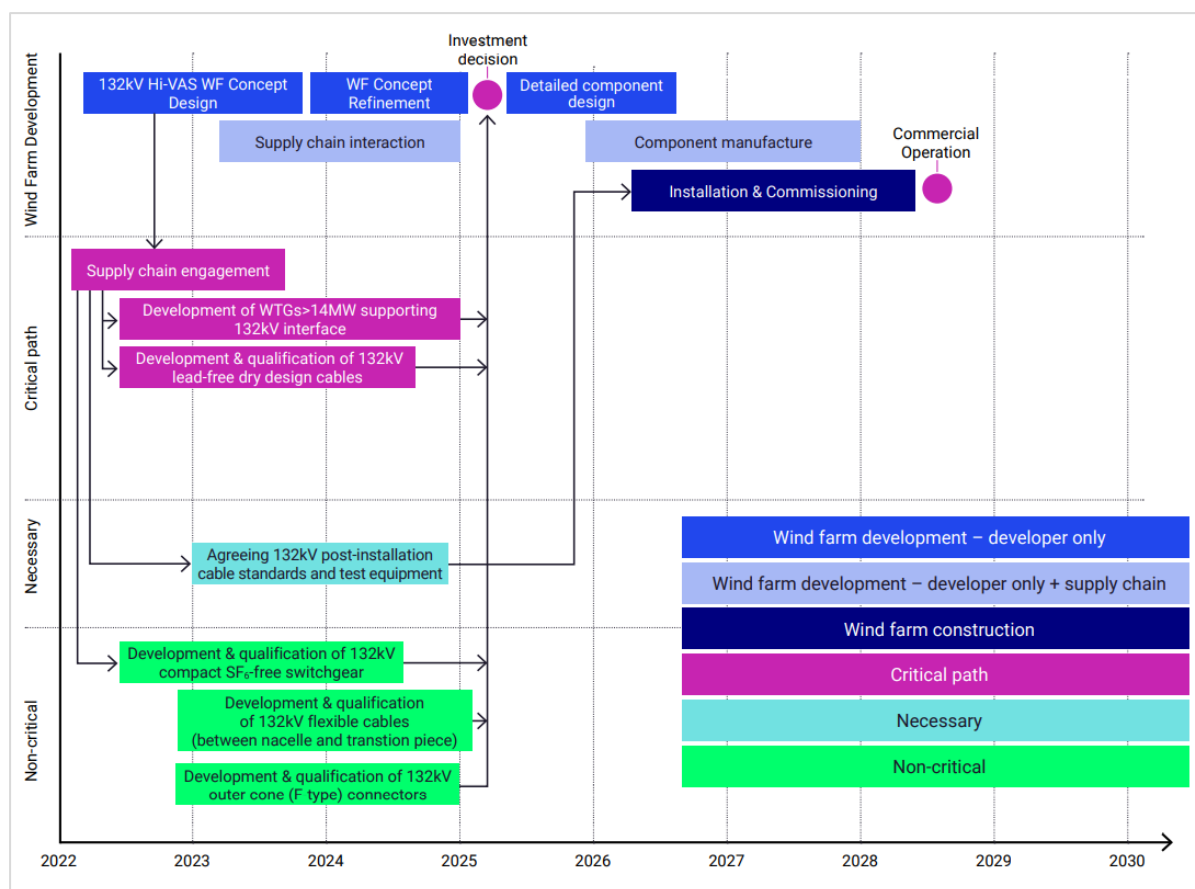 Investment
decision
132kV Hi-VAS WF Concept
Design
WF Concept
Refinement
Detailed component
design
Supply chain interaction
Component manufacture
Commercial
Operation
Installation & Commissioning
Wind Farm Development
Supply chain engagement
Development of WTGs>14MW supporting
132kV interface
Development & qualification of 132kV
lead-free dry design cables
Critical path
Agreeing 132kV post-installation
cable standards and test equipment
Necessary
Development & qualification of 132kV
compact SF₆-free switchgear
Development & qualification
of 132kV flexible cables
(between nacelle and transtion piece)
Development & qualification of 132kV
outer cone (F type) connectors
Non-critical
Wind farm development – developer only
Wind farm development – developer only + supply chain
Wind farm construction
Critical path
Necessary
Non-critical
2022 2023 2024 2025 2026 2027 2028 2029 2030